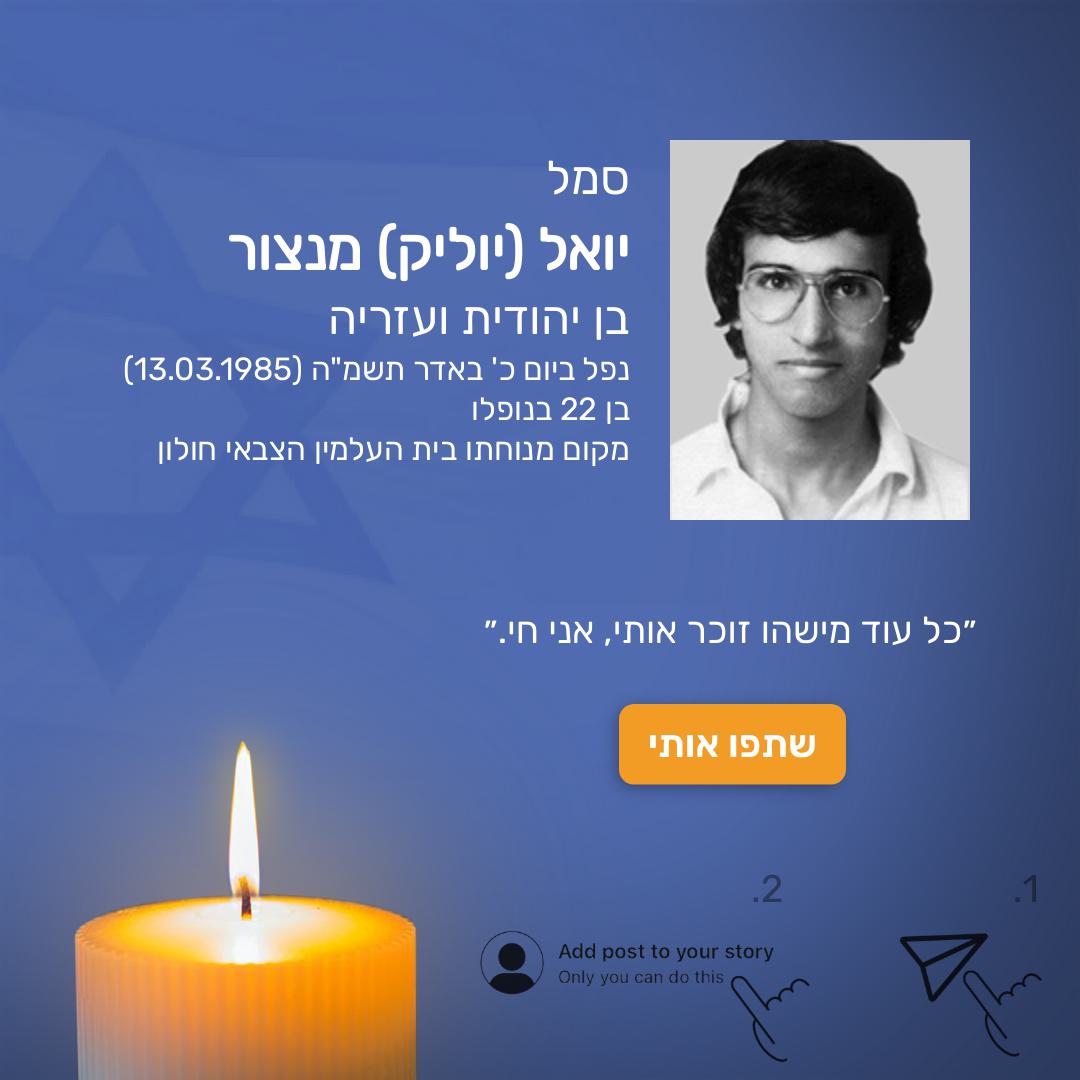 סמל
יואל (יוליק) מנצור
בן יהודית ועזריה
נפל ביום כ' באדר תשמ"ה (13.03.1985)
בן 22 בנופלו
מקום מנוחתו בית העלמין הצבאי חולון
״כל עוד מישהו זוכר אותי, אני חי.״
שתפו אותי
.1
.2
Add post to your story
Only you can do this